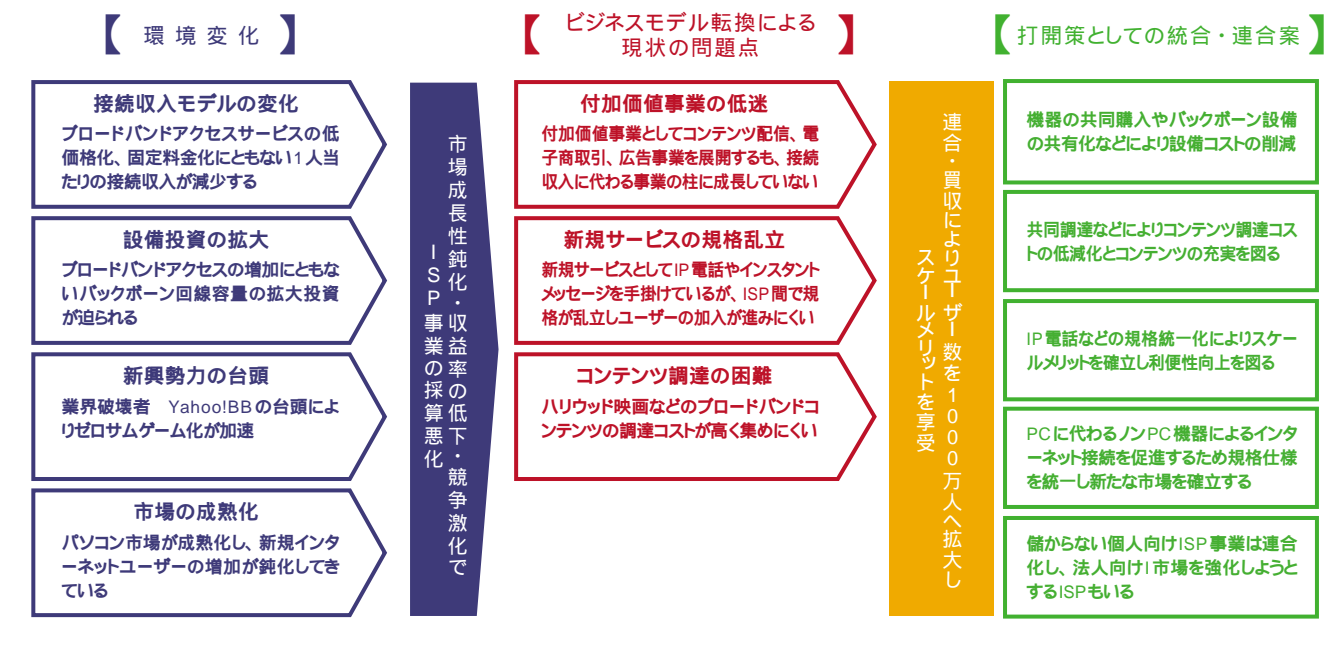 【 環境変化 】
接続収入モデルの変化
ブロードバンドアクセスサービスの低
価格化、固定料金化にともない1人当
たりの接続収入が減少する
設備投資の拡大
ブロードバンドアクセスの増加にともな
いバックボーン回線容量の拡大投資
が迫られる
新興勢力の台頭
業界破壊者　Yahoo!BBの台頭によ
りゼロサムゲーム化が加速
市場の成熟化
パソコン市場が成熟化し、新規インタ
ーネットユーザーの増加が鈍化してき
ている
市場成長性鈍化・収益率の低下・競争激化で
ISP事業の採算悪化
【 ビジネスモデル転換による
現状の問題点 】
付加価値事業の低迷
付加価値事業としてコンテンツ配信、電
子商取引、広告事業を展開するも、接続
収入に代わる事業の柱に成長していない
新規サービスの規格乱立
新規サービスとしてIP電話やインスタント
メッセージを手掛けているが、ISP間で規
格が乱立しユーザーの加入が進みにくい
コンテンツ調達の困難
ハリウッド映画などのブロードバンドコ
ンテンツの調達コストが高く集めにくい
連合・買収によりユーザー数を1000万人へ拡大し
スケールメリットを享受
【 打開策としての統合・連合案 】
機器の共同購入やバックボーン設備
の共有化などにより設備コストの削減
共同調達などによりコンテンツ調達コス
トの低減化とコンテンツの充実を図る
IP電話などの規格統一化によりスケー
ルメリットを確立し利便性向上を図る
PCに代わるノンPC機器によるインタ
ーネット接続を促進するため規格仕様
を統一し新たな市場を確立する
儲からない個人向けISP事業は連合
化し、法人向けI市場を強化しようと
するISPもいる